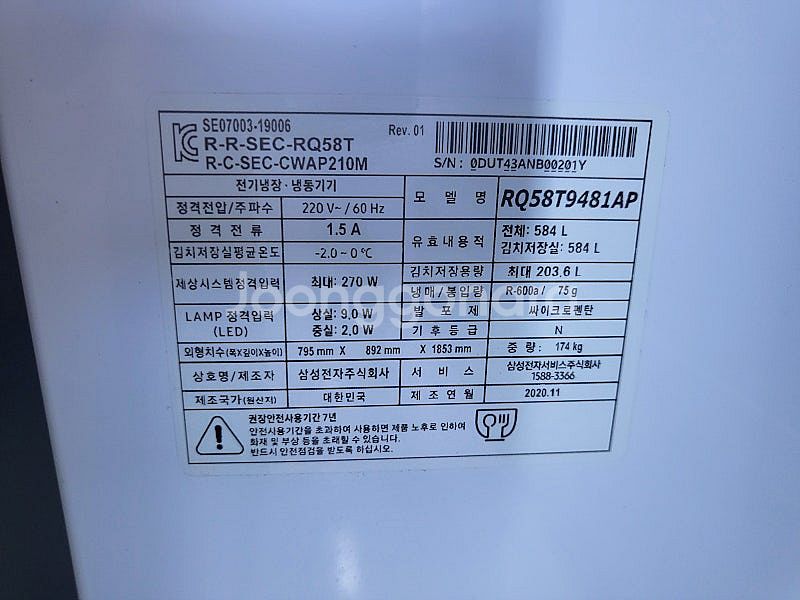 SE07003-19006
R-R-SEC-RQ58T
R-C-SEC-CWAP210M
Rev. 01
S/N : 0DUT43ANB00201Y
전기냉장·냉동기기
모 델 명 RQ58T9481AP
정격전압/주파수 220 V~ / 60 Hz
정 격 전 류 1.5 A
유효내용적 전체: 584 L
김치저장실: 584 L
김치저장실평균온도 -2.0 ~ 0 ℃
김치저장용량 최대 203.6 L
제상시스템정격입력 최대: 270 W
냉매/봉입량 R-600a / 75 g
LAMP 정격입력 (LED) 상실: 9.0 W
중실: 2.0 W
발 포 제 싸이크로펜탄
기 후 등 급 N
외형치수(폭X깊이X높이) 795 mm X 892 mm X 1853 mm 중 량: 174 kg
상호명/제조자 삼성전자주식회사 서 비 스 삼성전자서비스주식회사
1588-3366
제조국가(원산지) 대한민국 제 조 연 월 2020.11
권장안전사용기간 7년
안전사용기간을 초과하여 사용하면 제품 노후로 인하여
화재 및 부상 등을 초래할 수 있습니다.
반드시 안전점검을 받도록 하십시오.
Joonggonara